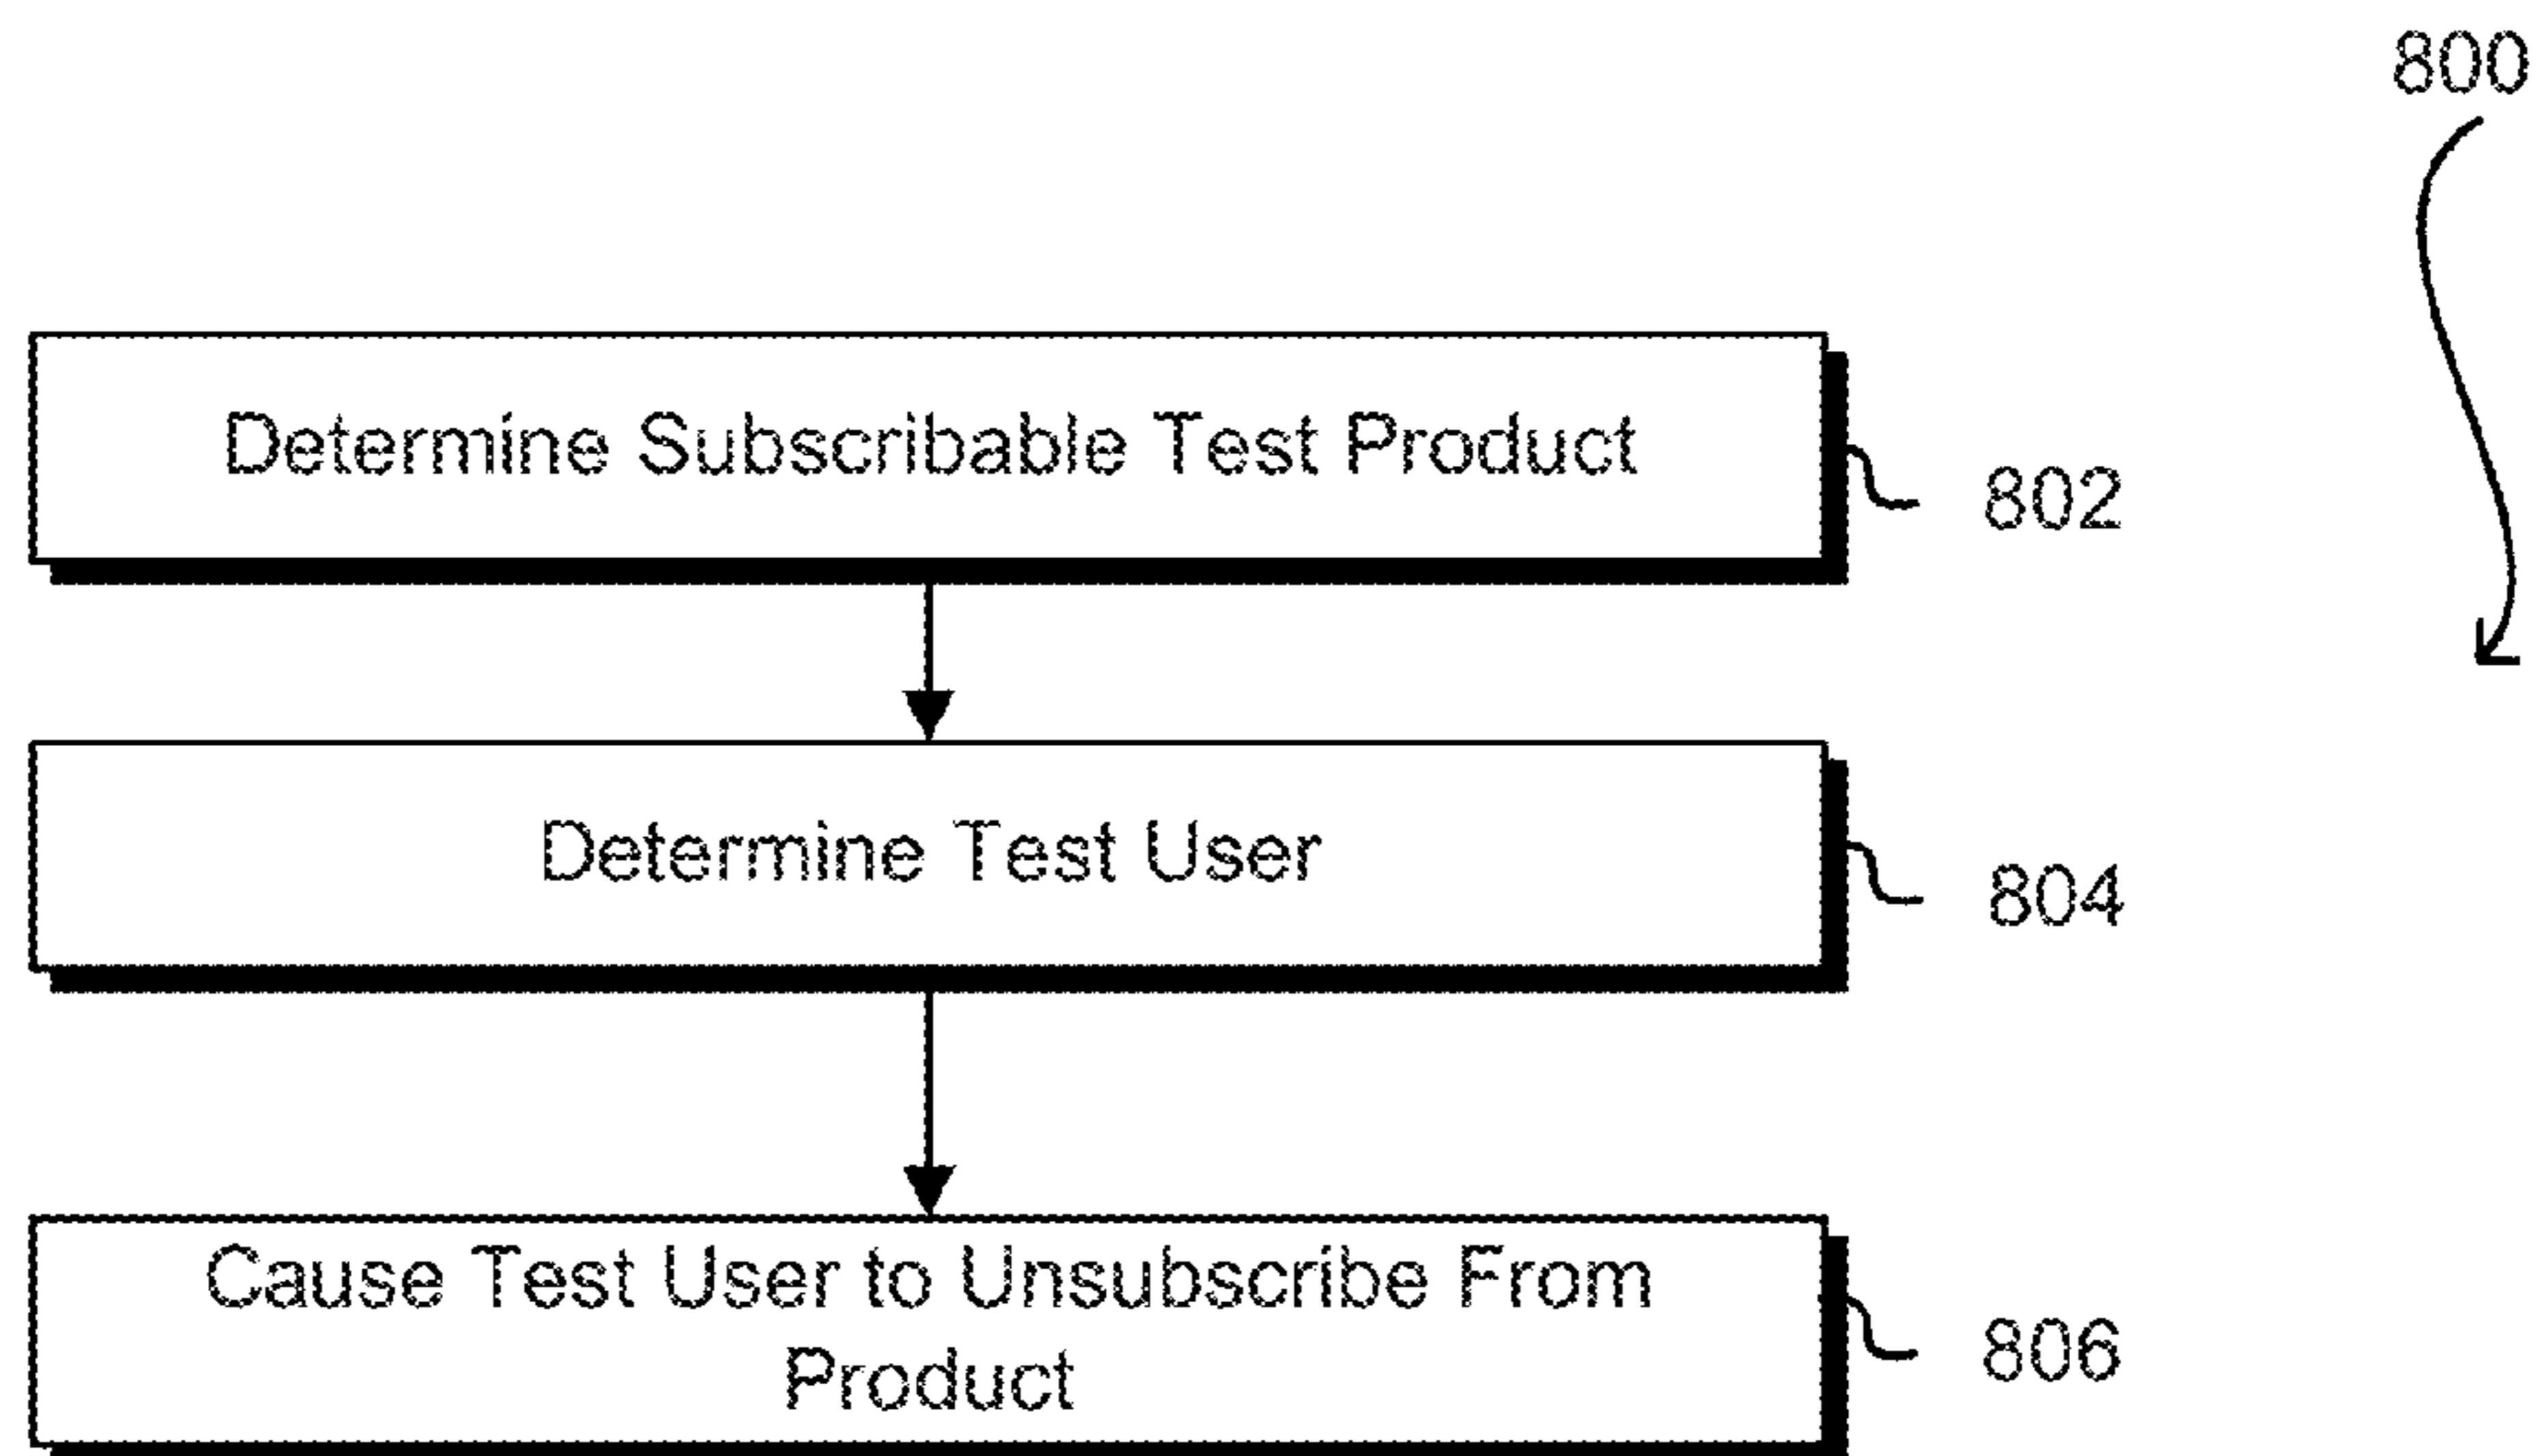 800
Determine Subscribable Test Product
802
Determine Test User
804
Cause Test User to Unsubscribe From
Product
806